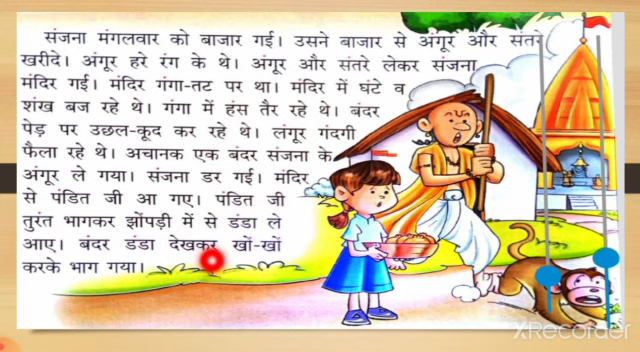 संजना मंगलवार को बाजार गई। उसने बाजार से अंगूर और संतरे
खरीदे। अंगूर हरे रंग के थे। अंगूर और संतरे लेकर संजना
मंदिर गई। मंदिर गंगा-तट पर था। मंदिर में घंटे व
शंख बज रहे थे। गंगा में हंस तैर रहे थे। बंदर
पेड़ पर उछल-कूद कर रहे थे। लंगूर गंदगी
फैला रहे थे। अचानक एक बंदर संजना के
अंगूर ले गया। संजना डर गई। मंदिर
से पंडित जी आ गए। पंडित जी
तुरंत भागकर झोंपड़ी में से डंडा ले
आए। बंदर डंडा देखकर खों-खों
करके भाग गया।
XRecorder